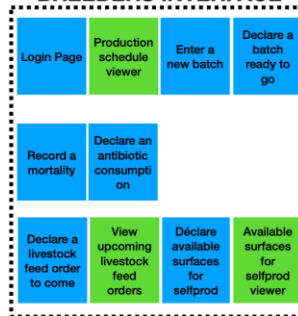 BREEDERS INTERFACE
Login Page
Production
schedule
viewer
Enter a
new batch
Declare a
batch
ready to
go
Record a
mortality
Declare an
antibiotic
consumpti
on
Declare a
livestock
feed order
to come
View
upcoming
livestock
feed
orders
Déclare
available
surfaces
for
selfprod
Available
surfaces
for
selfprod
viewer